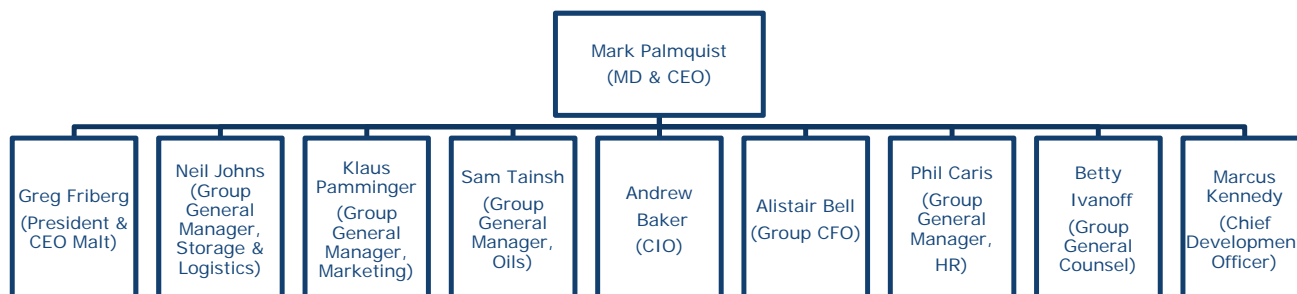 Mark Palmquist
(MD & CEO)
Greg Friberg
(President &
CEO Malt)
Neil Johns
(Group
General
Manager,
Storage &
Logistics)
Klaus
Pamminger
(Group
General
Manager,
Marketing)
Sam Tainsh
(Group
General
Manager,
Oils)
Andrew
Baker
(CIO)
Alistair Bell
(Group CFO)
Phil Caris
(Group
General
Manager,
HR)
Betty
Ivanoff
(Group
General
Counsel)
Marcus
Kennedy
(Chief
Developmen
Officer)